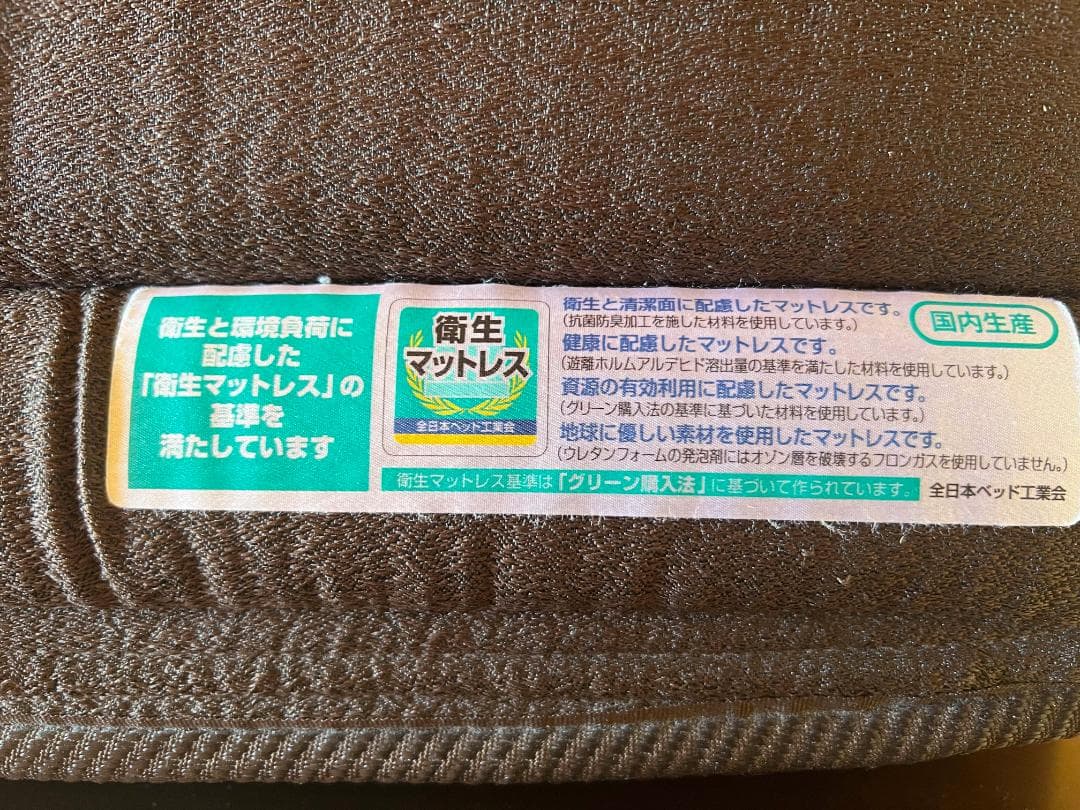 衛生と環境負荷に
配慮した
「衛生マットレス」の
基準を
満たしています
衛生
マットレス
全日本ベッド工業会
衛生と清潔面に配慮したマットレスです。
(抗菌防臭加工を施した材料を使用しています。)
健康に配慮したマットレスです。
(遊離ホルムアルデヒド溶出量の基準を満たした材料を使用しています。)
資源の有効利用に配慮したマットレスです。
(グリーン購入法の基準に基づいた材料を使用しています。)
地球に優しい素材を使用したマットレスです。
(ウレタンフォームの発泡剤にはオゾン層を破壊するフロンガスを使用していません。)
国内生産
衛生マットレス基準は「グリーン購入法」に基づいて作られています。
全日本ベッド工業会